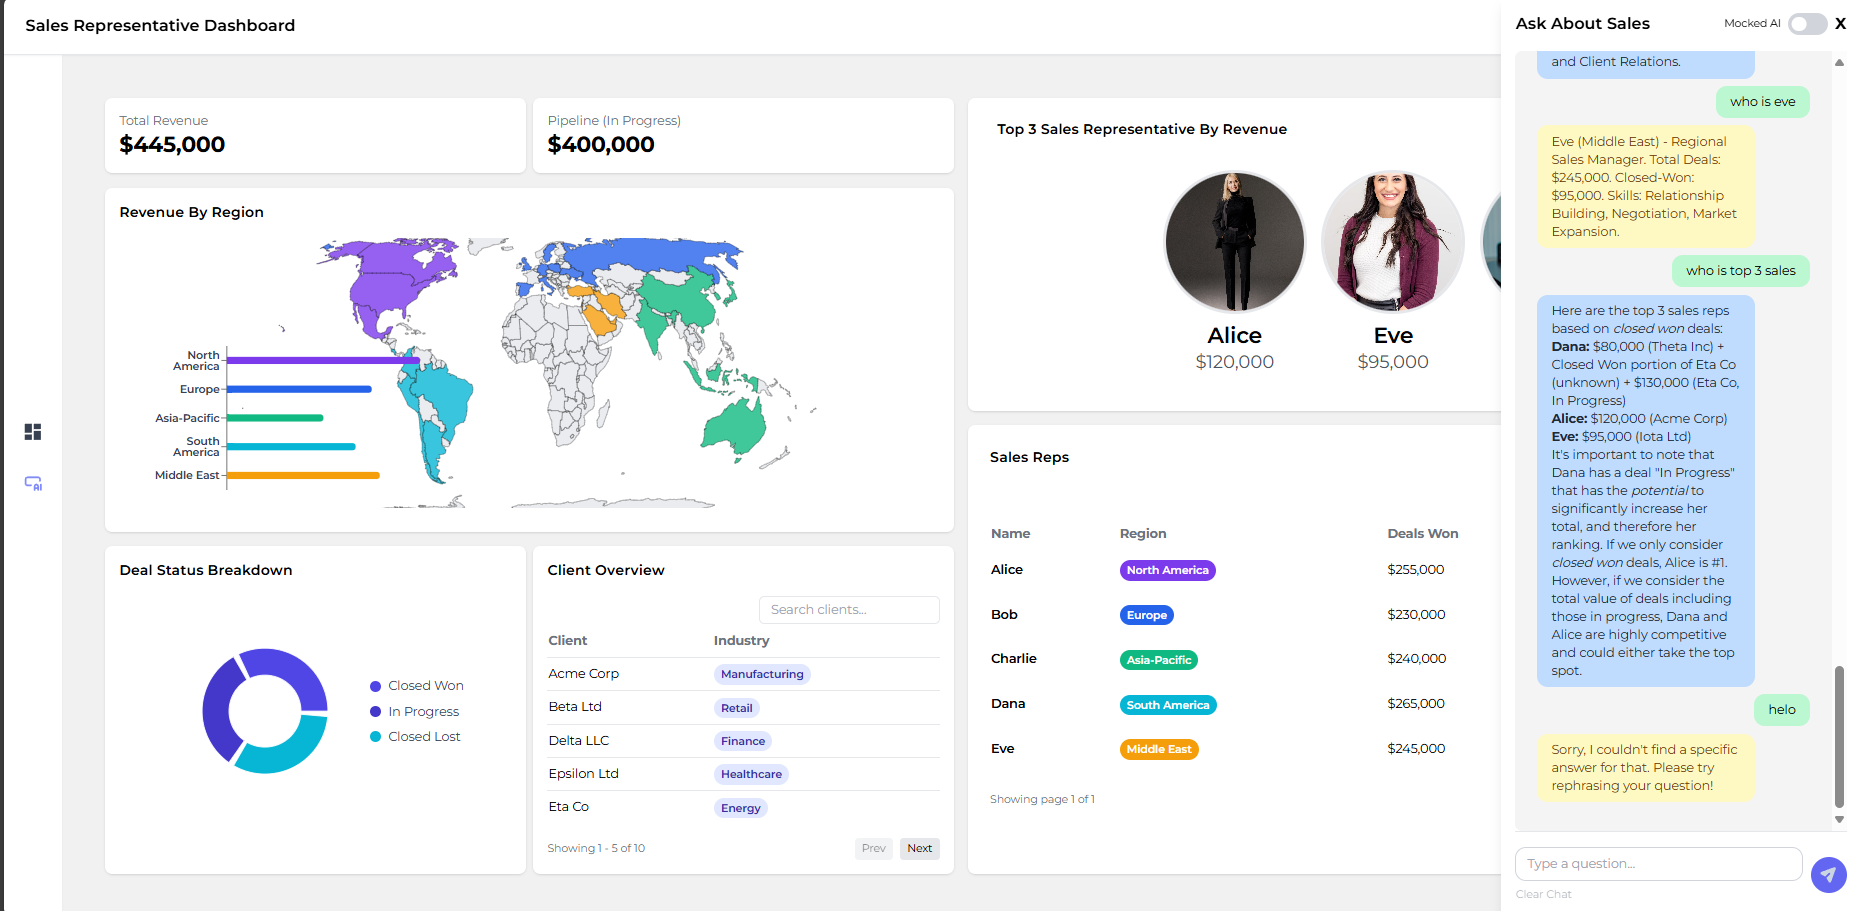 Sales Representative Dashboard
Total Revenue
$445,000
Pipeline (In Progress)
$400,000
Revenue By Region
North
America
Europe
Asia-Pacific
South
America
Middle East
Deal Status Breakdown
Closed Won
In Progress
Closed Lost
Client Overview
Search clients...
Client Industry
Acme Corp Manufacturing
Beta Ltd Retail
Delta LLC Finance
Epsilon Ltd Healthcare
Eta Co Energy
Showing 1 - 5 of 10 Prev Next
Top 3 Sales Representative By Revenue
Alice Eve
$120,000 $95,000
Sales Reps
Name Region Deals Won
Alice North America $255,000
Bob Europe $230,000
Charlie Asia-Pacific $240,000
Dana South America $265,000
Eve Middle East $245,000
Showing page 1 of 1
AI
Ask About Sales Mocked AI X
and Client Relations.
who is eve
Eve (Middle East) - Regional
Sales Manager. Total Deals:
$245,000. Closed-Won:
$95,000. Skills: Relationship
Building, Negotiation, Market
Expansion.
who is top 3 sales
Here are the top 3 sales reps
based on closed won deals:
Dana: $80,000 (Theta Inc) +
Closed Won portion of Eta Co
(unknown) + $130,000 (Eta Co,
In Progress)
Alice: $120,000 (Acme Corp)
Eve: $95,000 (Iota Ltd)
It's important to note that
Dana has a deal "In Progress"
that has the potential to
significantly increase her
total, and therefore her
ranking. If we only consider
closed won deals, Alice is #1.
However, if we consider the
total value of deals including
those in progress, Dana and
Alice are highly competitive
and could either take the top
spot.
helo
Sorry, I couldn't find a specific
answer for that. Please try
rephrasing your question!
Type a question...
Clear Chat